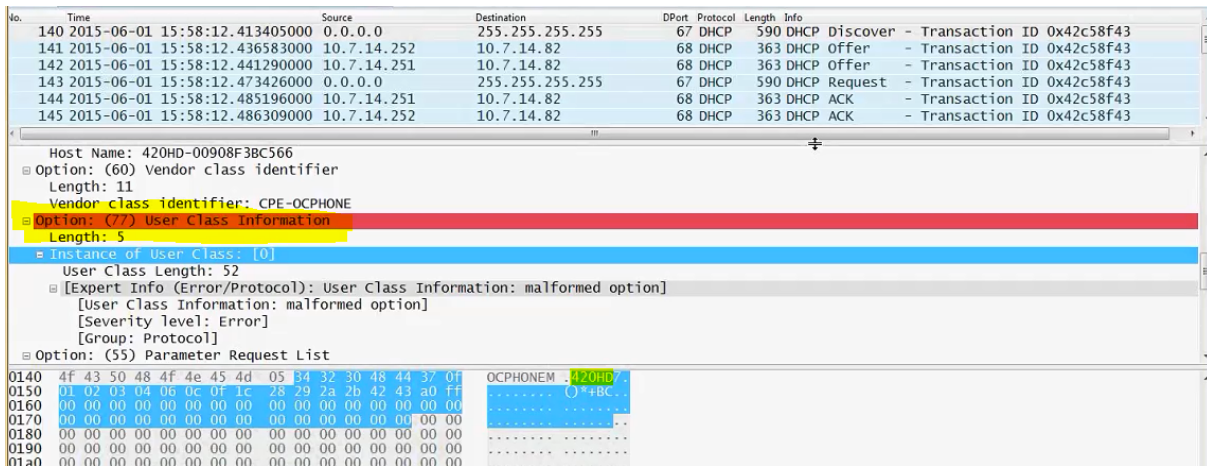 No. Time Source Destination DPort Protocol Length Info
140 2015-06-01 15:58:12.413405000 0.0.0.0 255.255.255.255 67 DHCP 590 DHCP Discover - Transaction ID 0x42c58f43
141 2015-06-01 15:58:12.436583000 10.7.14.252 10.7.14.82 68 DHCP 363 DHCP Offer - Transaction ID 0x42c58f43
142 2015-06-01 15:58:12.441290000 10.7.14.251 10.7.14.82 68 DHCP 363 DHCP Offer - Transaction ID 0x42c58f43
143 2015-06-01 15:58:12.473426000 0.0.0.0 255.255.255.255 67 DHCP 590 DHCP Request - Transaction ID 0x42c58f43
144 2015-06-01 15:58:12.485196000 10.7.14.251 10.7.14.82 68 DHCP 363 DHCP ACK - Transaction ID 0x42c58f43
145 2015-06-01 15:58:12.486309000 10.7.14.252 10.7.14.82 68 DHCP 363 DHCP ACK - Transaction ID 0x42c58f43
Host Name: 420HD-00908F3BC566
Option: (60) Vendor class identifier
Length: 11
Vendor class identifier: CPE-OCPHONE
Option: (77) User Class Information
Length: 5
Instance of User Class: [0]
User Class Length: 52
[Expert Info (Error/Protocol): User Class Information: malformed option]
[User Class Information: malformed option]
[Severity level: Error]
[Group: Protocol]
Option: (55) Parameter Request List
0140 4f 43 50 48 4f 4e 45 4d 05 34 32 30 48 44 37 0f OCPHONEM .420HD7.
0150 01 02 03 04 06 0c 0f 1c 28 29 2a 2b 42 43 a0 ff ........ ()*+BC..
0160 00 00 00 00 00 00 00 00 00 00 00 00 00 00 00 00 ........ ........
0170 00 00 00 00 00 00 00 00 00 00 00 00 00 00 00 00 ........ ........
0180 00 00 00 00 00 00 00 00 00 00 00 00 00 00 00 00 ........ ........
0190 00 00 00 00 00 00 00 00 00 00 00 00 00 00 00 00 ........ ........
01a0 00 00 00 00 00 00 00 00 00 00 00 00 00 00 00 00 ........ ........